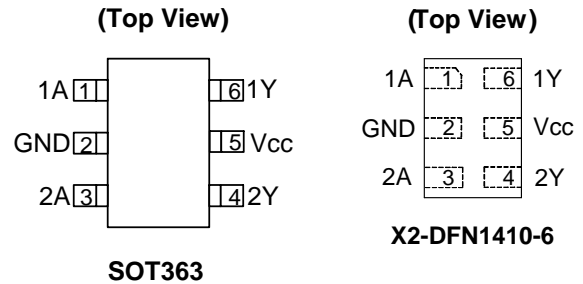 (Top View) (Top View)
1A 1 6 1Y 1A 1 6 1Y
GND 2 5 Vcc GND 2 5 Vcc
2A 3 4 2Y 2A 3 4 2Y
SOT363 X2-DFN1410-6